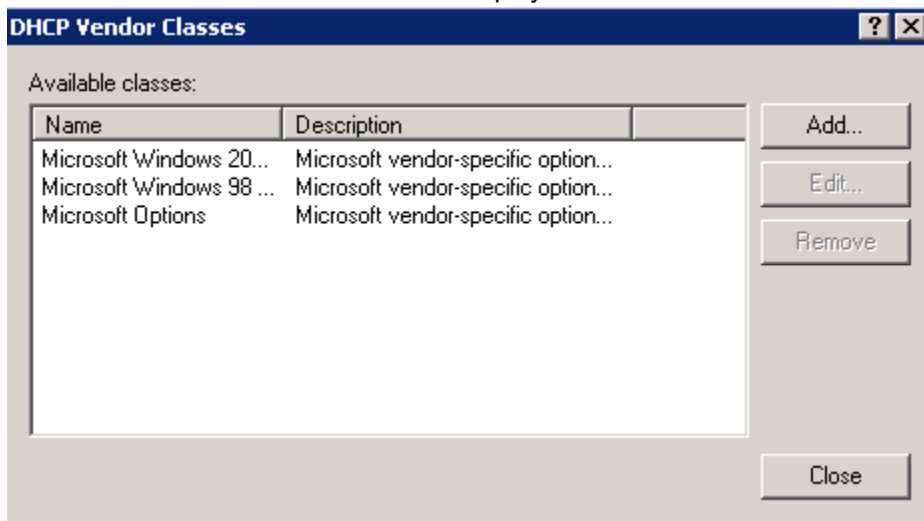 DHCP Vendor Classes
Available classes:
Name Description
Microsoft Windows 20... Microsoft vendor-specific option...
Microsoft Windows 98 ... Microsoft vendor-specific option...
Microsoft Options Microsoft vendor-specific option...
Add...
Edit...
Remove
Close